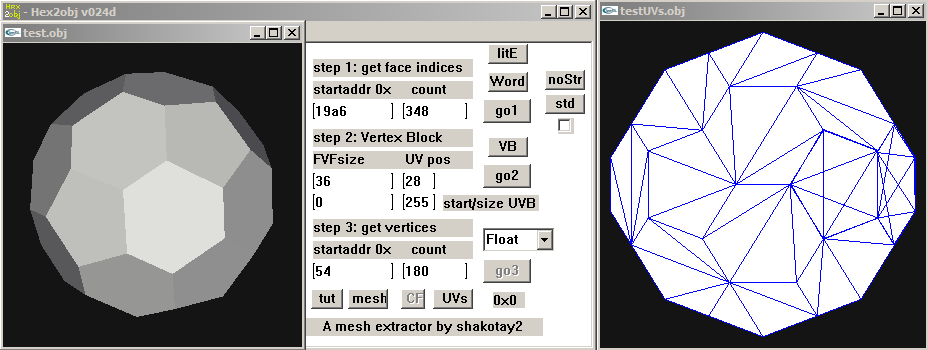 Hex
2obj
- Hex2obj v024d
test.obj
testUVs.obj
litE
step 1: get face indices
Word
noStr
startaddr 0x count
[19a6 ] [348 ]
go1
std
step 2: Vertex Block
VB
FVFsize UV pos
go2
[36 ] [28 ]
[0 ] [255 ] start/size UVB
step 3: get vertices
startaddr 0x count
Float
[54 ] [180 ]
go3
tut mesh CF UVs 0x0
A mesh extractor by shakotay2